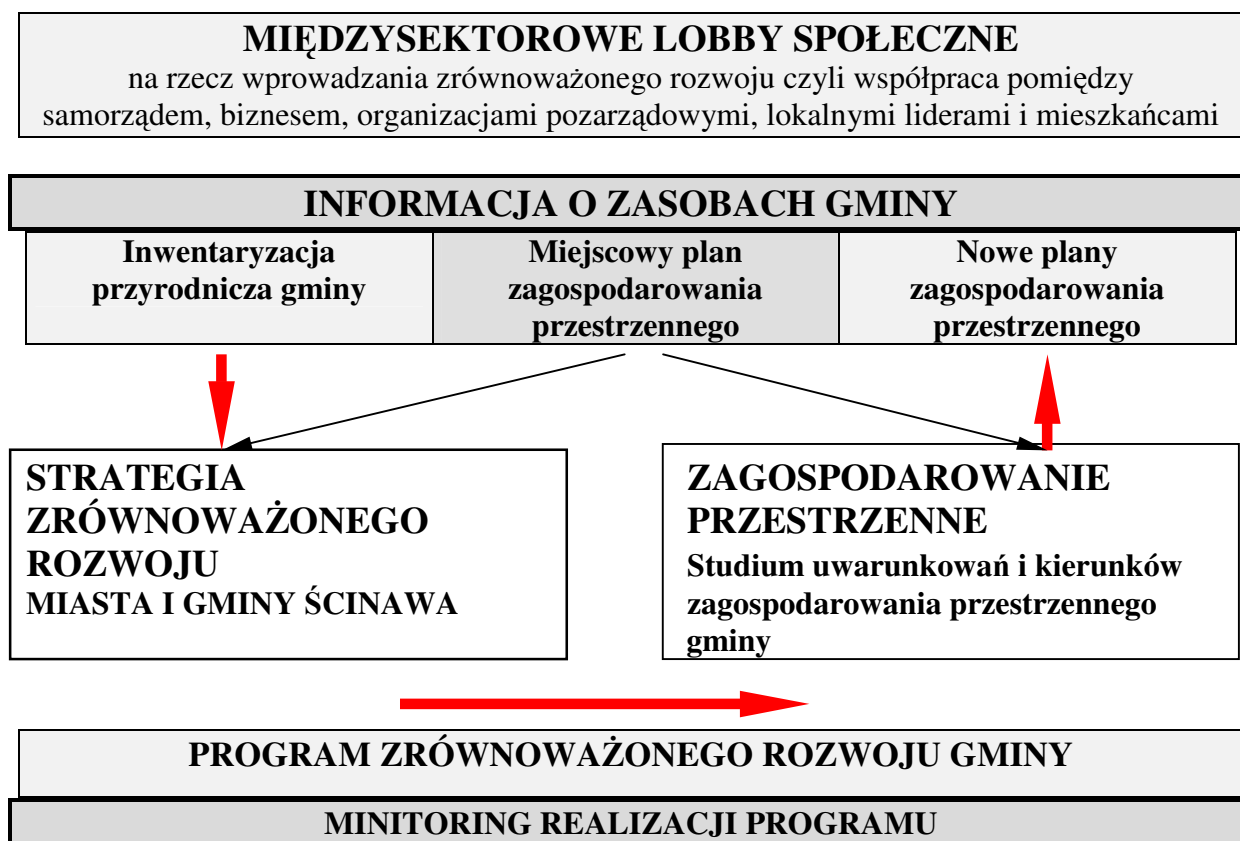 MIĘDZYSEKTOROWE LOBBY SPOŁECZNE
na rzecz wprowadzania zrównoważonego rozwoju czyli współpraca pomiędzy
samorządem, biznesem, organizacjami pozarządowymi, lokalnymi liderami i mieszkańcami
INFORMACJA O ZASOBACH GMINY
Inwentaryzacja
przyrodnicza gminy
Miejscowy plan
zagospodarowania
przestrzennego
Nowe plany
zagospodarowania
przestrzennego
STRATEGIA
ZRÓWNOWAŻONEGO
ROZWOJU
MIASTA I GMINY ŚCINAWA
ZAGOSPODAROWANIE
PRZESTRZENNE
Studium uwarunkowań i kierunków
zagospodarowania przestrzennego
gminy
PROGRAM ZRÓWNOWAŻONEGO ROZWOJU GMINY
MINITORING REALIZACJI PROGRAMU